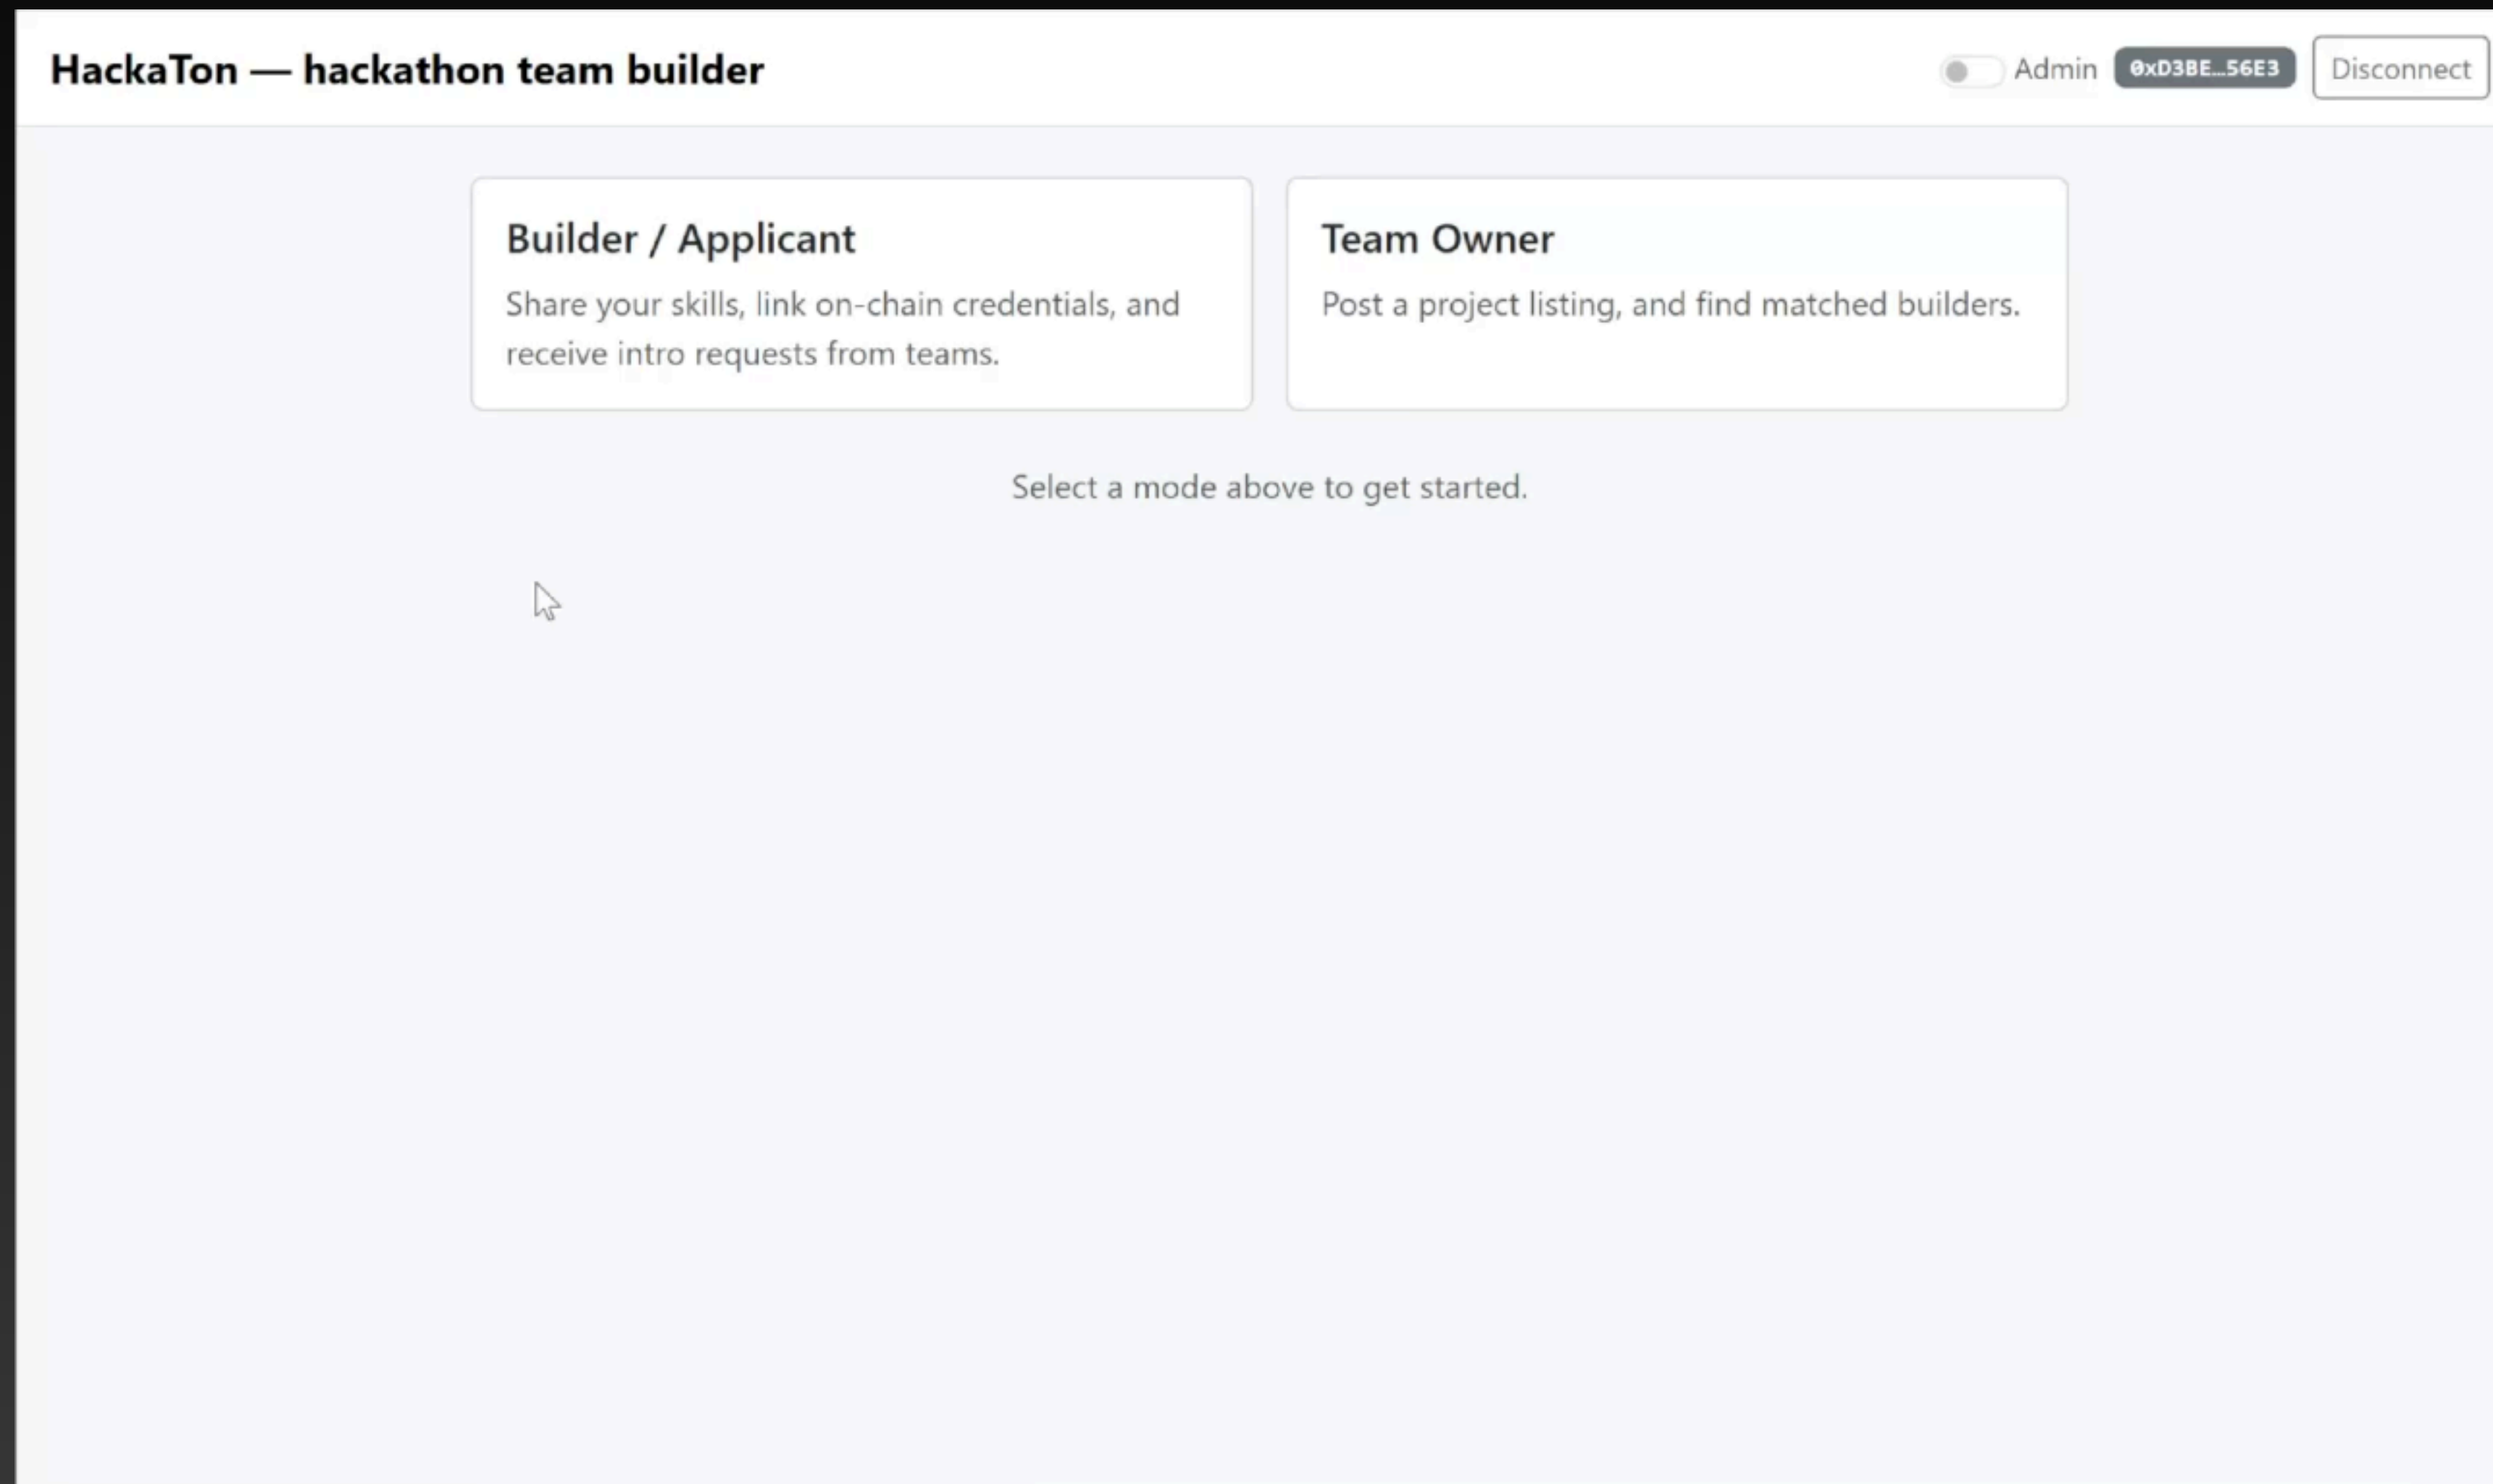 HackaTon — hackathon team builder
Admin
0xD3BE…56E3
Disconnect
Builder / Applicant
Share your skills, link on-chain credentials, and
receive intro requests from teams.
Team Owner
Post a project listing, and find matched builders.
Select a mode above to get started.